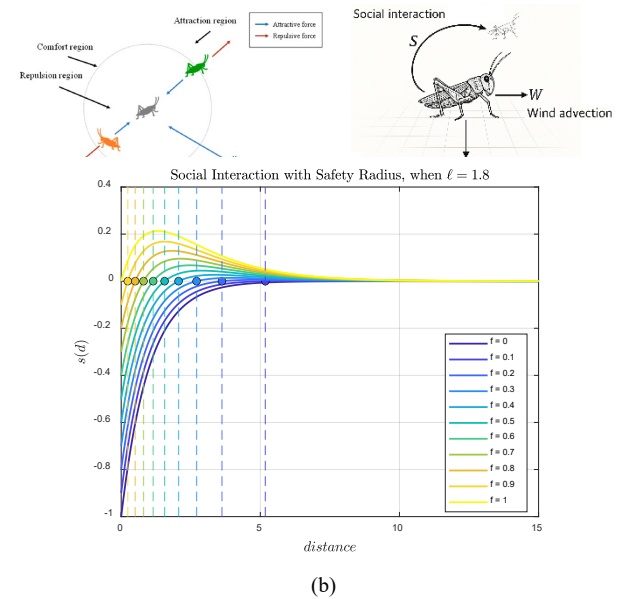 Attraction region
Attractive force
Repulsive force
Comfort region
Repulsion region
Social interaction
S
W
Wind advection
Social Interaction with Safety Radius, when ℓ = 1.8
0.4
0.2
0
-0.2
-0.4
-0.6
-0.8
-1
s(d)
f = 0
f = 0.1
f = 0.2
f = 0.3
f = 0.4
f = 0.5
f = 0.6
f = 0.7
f = 0.8
f = 0.9
f = 1
0
5
10
15
distance
(b)